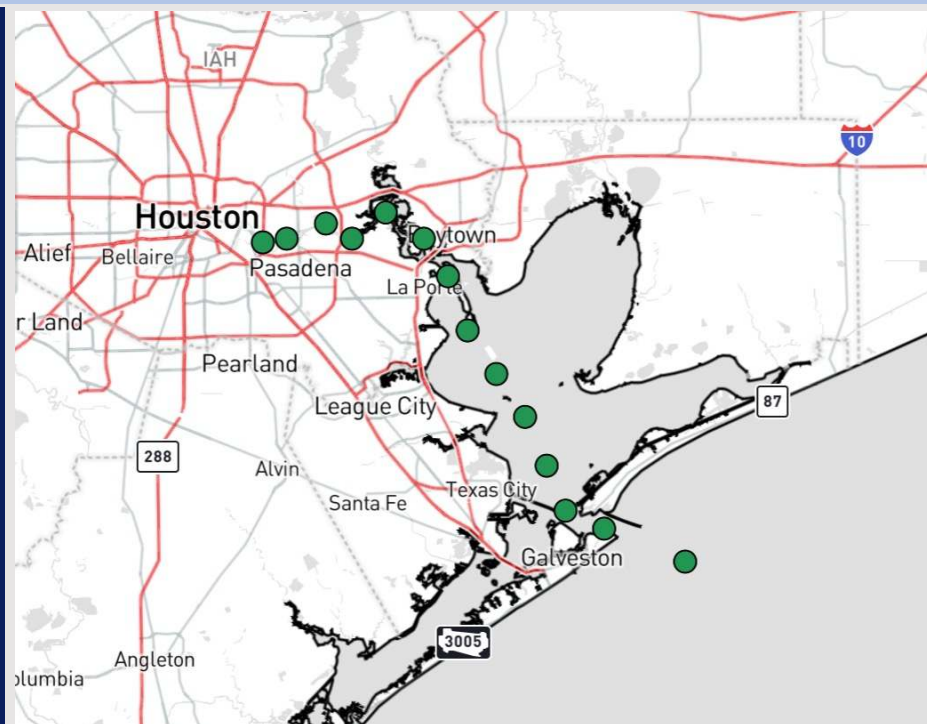 IAH
10
Houston
Baytown
Alief
Bellaire
Pasadena
La Porte
r Land
Pearland
League City
87
288
Alvin
Texas City
Santa Fe
Galveston
3005
Angleton
olumbia